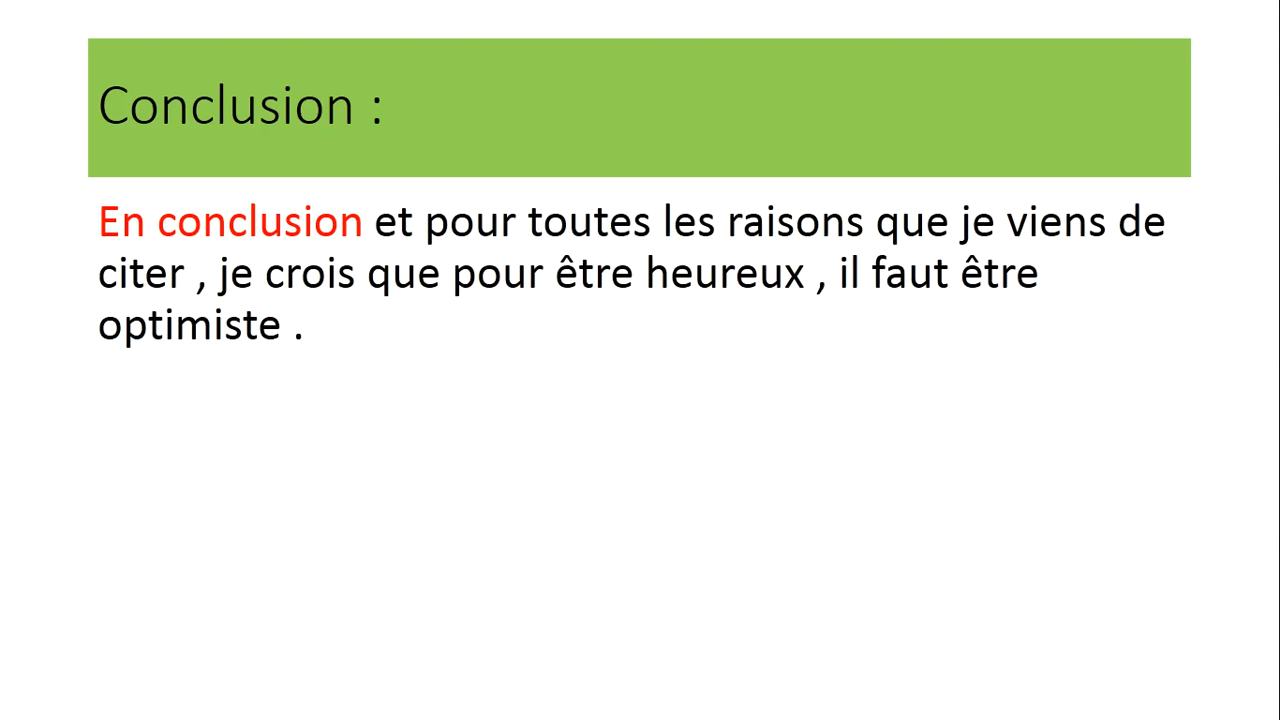 Conclusion :
En conclusion et pour toutes les raisons que je viens de
citer , je crois que pour être heureux , il faut être
optimiste .